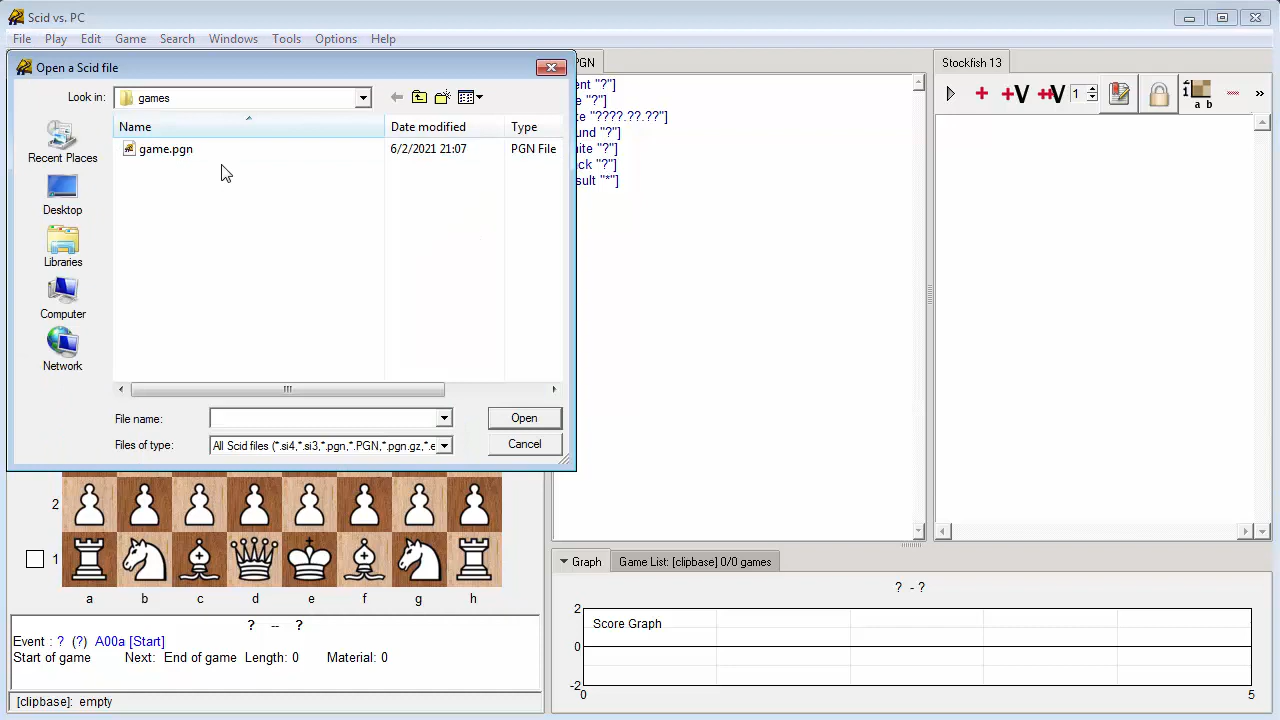 Scid vs. PC
File Play Edit Game Search Windows Tools Options Help
Open a Scid file
Look in: games
Name Date modified Type
game.pgn 6/2/2021 21:07 PGN File
Recent Places
Desktop
Libraries
Computer
Network
File name:
Open
Files of type: All Scid files (*.si4,*.si3,*.pgn,*.PGN,*.pgn.gz,*.e
Cancel
PGN
ent "?"]
e "?"]
te "????.??.??"]
und "?"]
ite "?"]
ck "?"]
sult "*"]
Stockfish 13
+ +V ++V 1 a b − »
2
1
a b c d e f g h
? -- ?
Event : ? (?) A00a [Start]
Start of game Next: End of game Length: 0 Material: 0
[clipbase]: empty
Graph Game List: [clipbase] 0/0 games
? - ?
2
Score Graph
0
-2
0 5